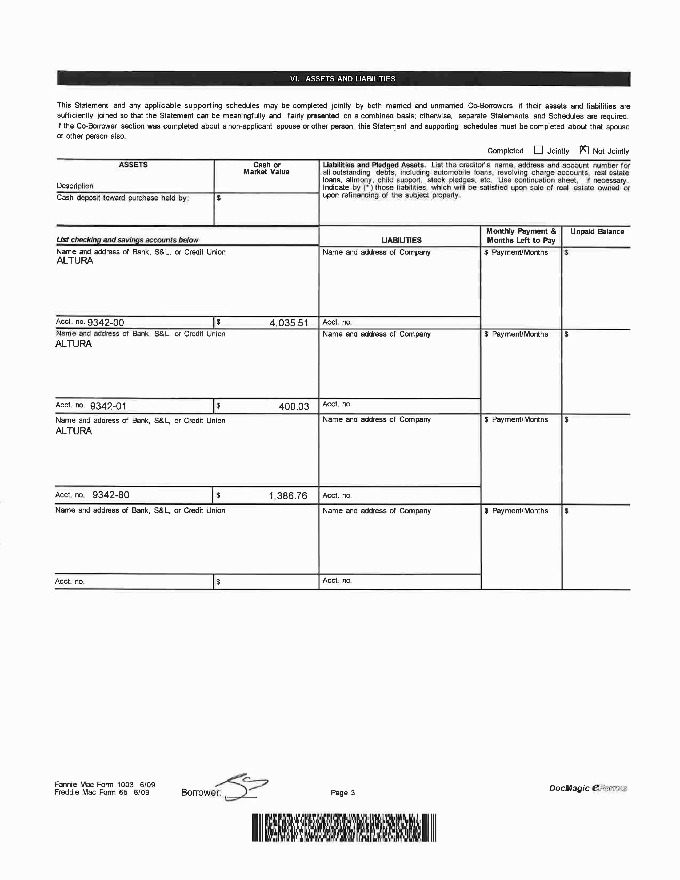 VI. ASSETS AND LIABILITIES
This Statement and any applicable supporting schedules may be completed jointly by both married and unmarried Co-Borrowers if their assets and liabilities are
sufficiently joined so that the Statement can be meaningfully and fairly presented on a combined basis; otherwise, separate Statements and Schedules are required.
If the Co-Borrower section was completed about a non-applicant spouse or other person, this Statement and supporting schedules must be completed about that spouse
or other person also.
Completed Jointly Not Jointly
ASSETS
Description
Cash or
Market Value
Liabilities and Pledged Assets. List the creditor's name, address and account number for
all outstanding debts, including automobile loans, revolving charge accounts, real estate
loans, alimony, child support, stock pledges, etc. Use continuation sheet, if necessary.
Indicate by (*) those liabilities, which will be satisfied upon sale of real estate owned or
upon refinancing of the subject property.
Cash deposit toward purchase held by: $
List checking and savings accounts below
LIABILITIES
Monthly Payment &
Months Left to Pay
Unpaid Balance
Name and address of Bank, S&L, or Credit Union Name and address of Company $ Payment/Months $
ALTURA
Acct. no. 9342-00 $ 4,035.51 Acct. no.
Name and address of Bank, S&L, or Credit Union Name and address of Company $ Payment/Months $
ALTURA
Acct. no. 9342-01 $ 400.03 Acct. no.
Name and address of Bank, S&L, or Credit Union Name and address of Company $ Payment/Months $
ALTURA
Acct. no. 9342-80 $ 1,386.76 Acct. no.
Name and address of Bank, S&L, or Credit Union Name and address of Company $ Payment/Months $
Acct. no. $ Acct. no.
Fannie Mae Form 1003 6/09
Freddie Mac Form 65 6/09
Borrower:
Page 3
DocMagic eForms